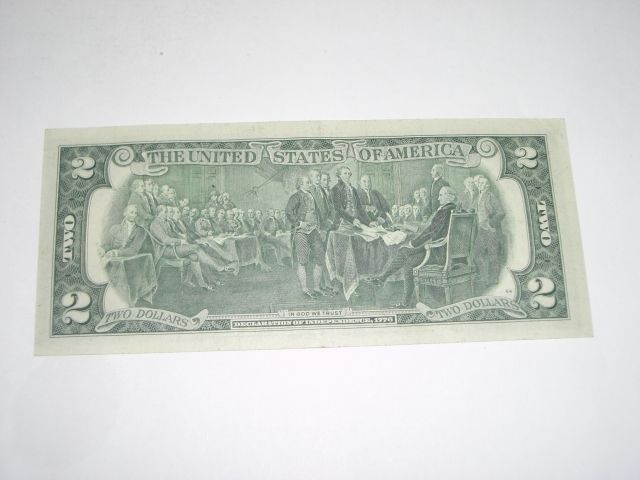 THE UNITED STATES OF AMERICA
2
2
TWO
TWO
2
2
TWO DOLLARS
TWO DOLLARS
IN GOD WE TRUST
DECLARATION OF INDEPENDENCE, 1776